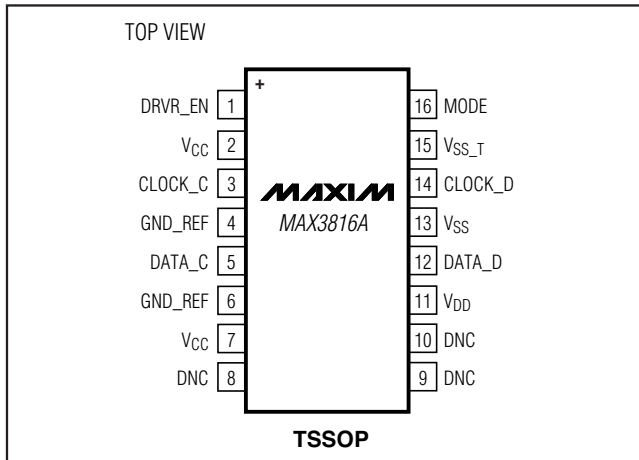 TOP VIEW
+
DRVR_EN 1
VCC 2
CLOCK_C 3
GND_REF 4
DATA_C 5
GND_REF 6
VCC 7
DNC 8
MAXIM
MAX3816A
16 MODE
15 VSS_T
14 CLOCK_D
13 VSS
12 DATA_D
11 VDD
10 DNC
9 DNC
TSSOP